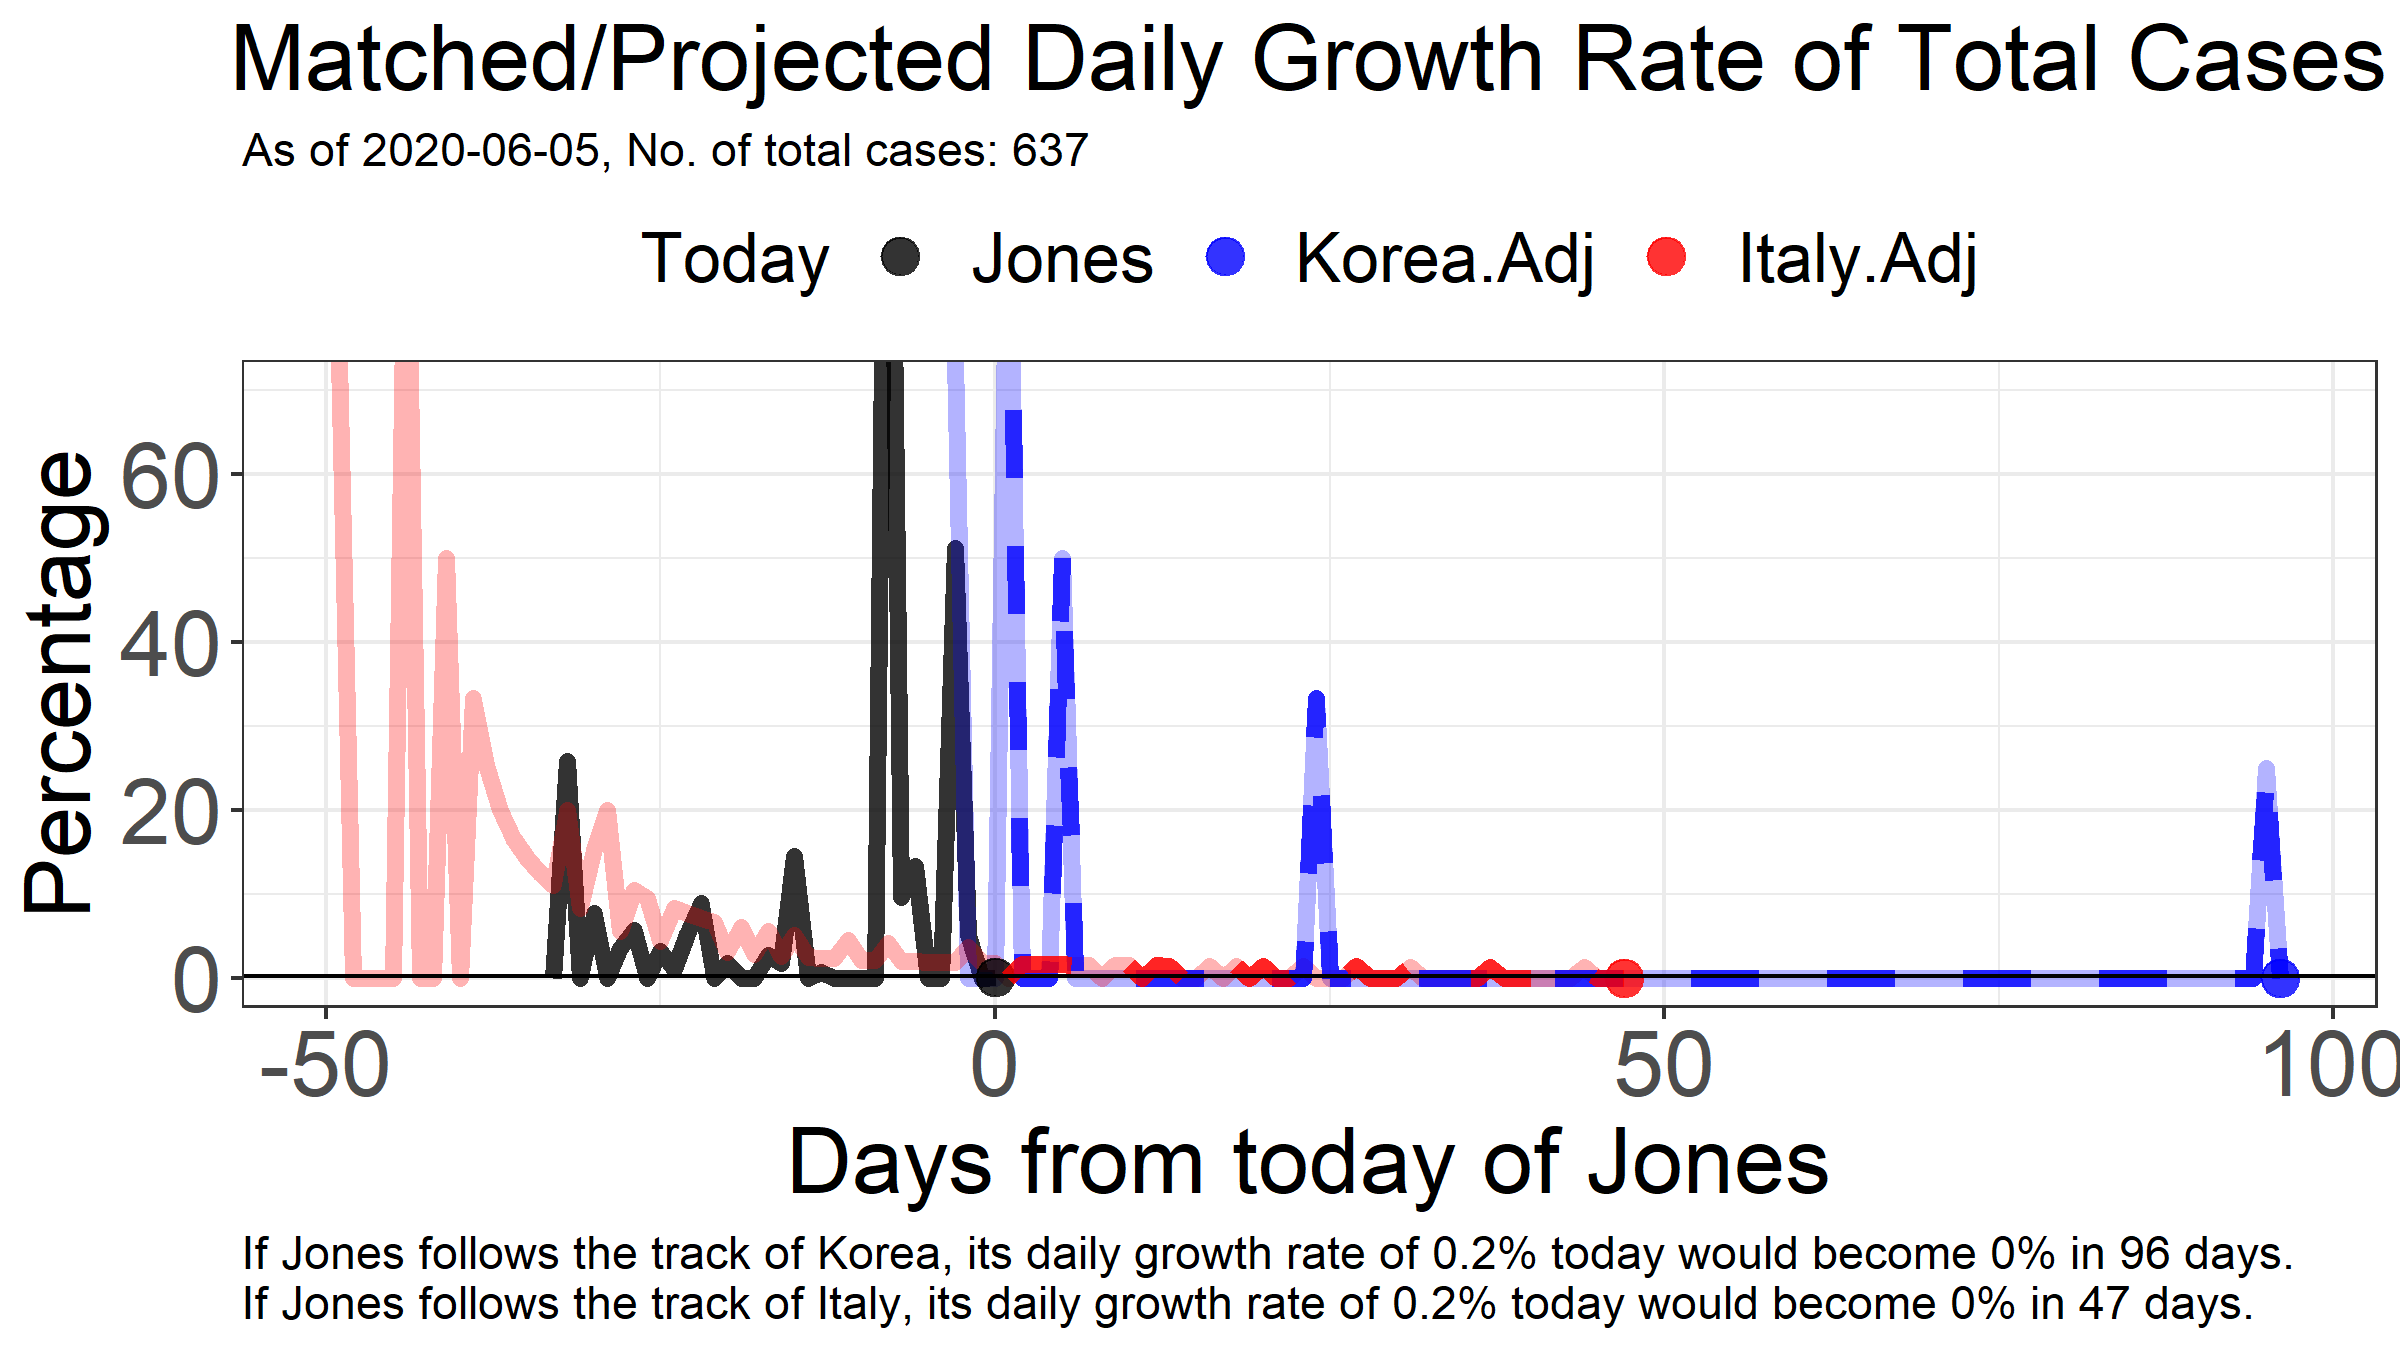 Matched/Projected Daily Growth Rate of Total Cases
As of 2020-06-05, No. of total cases: 637
Today Jones Korea.Adj Italy.Adj
Percentage
60
40
20
0
-50 0 50 100
Days from today of Jones
If Jones follows the track of Korea, its daily growth rate of 0.2% today would become 0% in 96 days.
If Jones follows the track of Italy, its daily growth rate of 0.2% today would become 0% in 47 days.